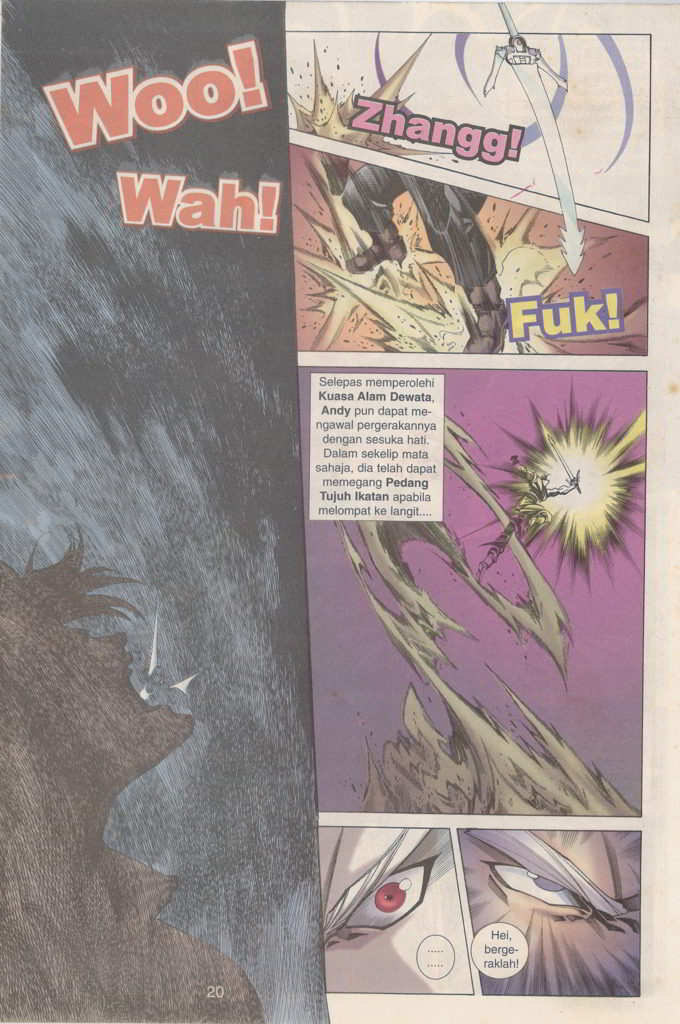 Woo!
Wah!
Zhangg!
Fuk!
Selepas memperolehi
Kuasa Alam Dewata,
Andy pun dapat me-
ngawal pergerakannya
dengan sesuka hati.
Dalam sekelip mata
sahaja, dia telah dapat
memegang Pedang
Tujuh Ikatan apabila
melompat ke langit....
.....
.....
Hei,
berge-
raklah!
20